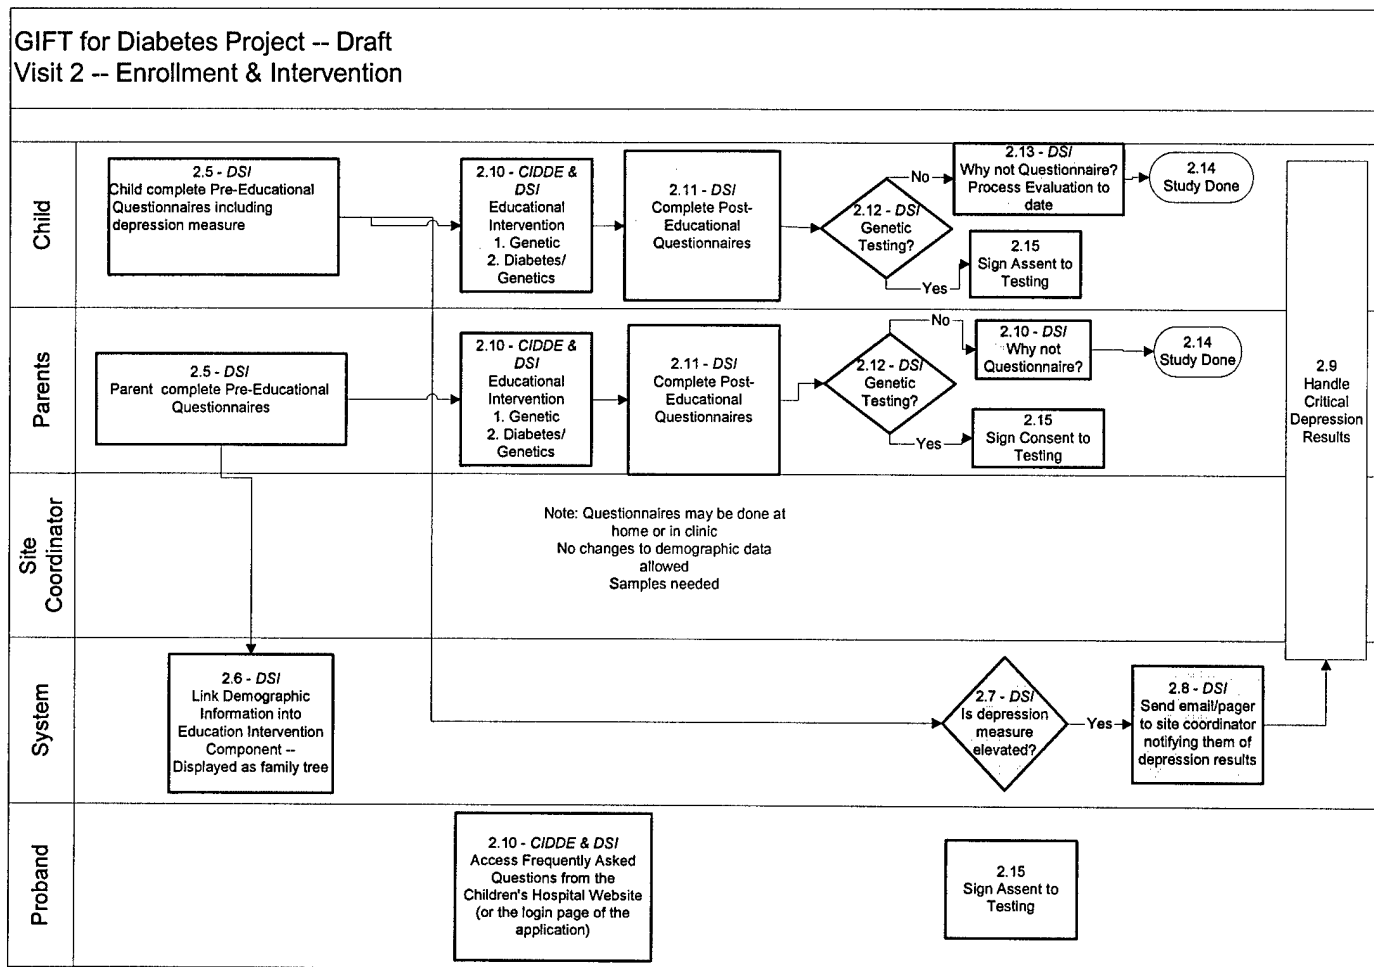 GIFT for Diabetes Project -- Draft
Visit 2 -- Enrollment & Intervention
Child
2.5 - DSI
Child complete Pre-Educational
Questionnaires including
depression measure
2.10 - CIDDE &
DSI
Educational
Intervention
1. Genetic
2. Diabetes/
Genetics
2.11 - DSI
Complete Post-
Educational
Questionnaires
2.12 - DSI
Genetic
Testing?
No
2.13 - DSI
Why not Questionnaire?
Process Evaluation to
date
2.14
Study Done
Yes
2.15
Sign Assent to
Testing
Parents
2.5 - DSI
Parent complete Pre-Educational
Questionnaires
2.10 - CIDDE &
DSI
Educational
Intervention
1. Genetic
2. Diabetes/
Genetics
2.11 - DSI
Complete Post-
Educational
Questionnaires
2.12 - DSI
Genetic
Testing?
No
2.10 - DSI
Why not
Questionnaire?
2.14
Study Done
Yes
2.15
Sign Consent to
Testing
2.9
Handle
Critical
Depression
Results
Site
Coordinator
Note: Questionnaires may be done at
home or in clinic
No changes to demographic data
allowed
Samples needed
System
2.6 - DSI
Link Demographic
Information into
Education Intervention
Component --
Displayed as family tree
2.7 - DSI
Is depression
measure
elevated?
Yes
2.8 - DSI
Send email/pager
to site coordinator
notifying them of
depression results
Proband
2.10 - CIDDE & DSI
Access Frequently Asked
Questions from the
Children's Hospital Website
(or the login page of the
application)
2.15
Sign Assent to
Testing